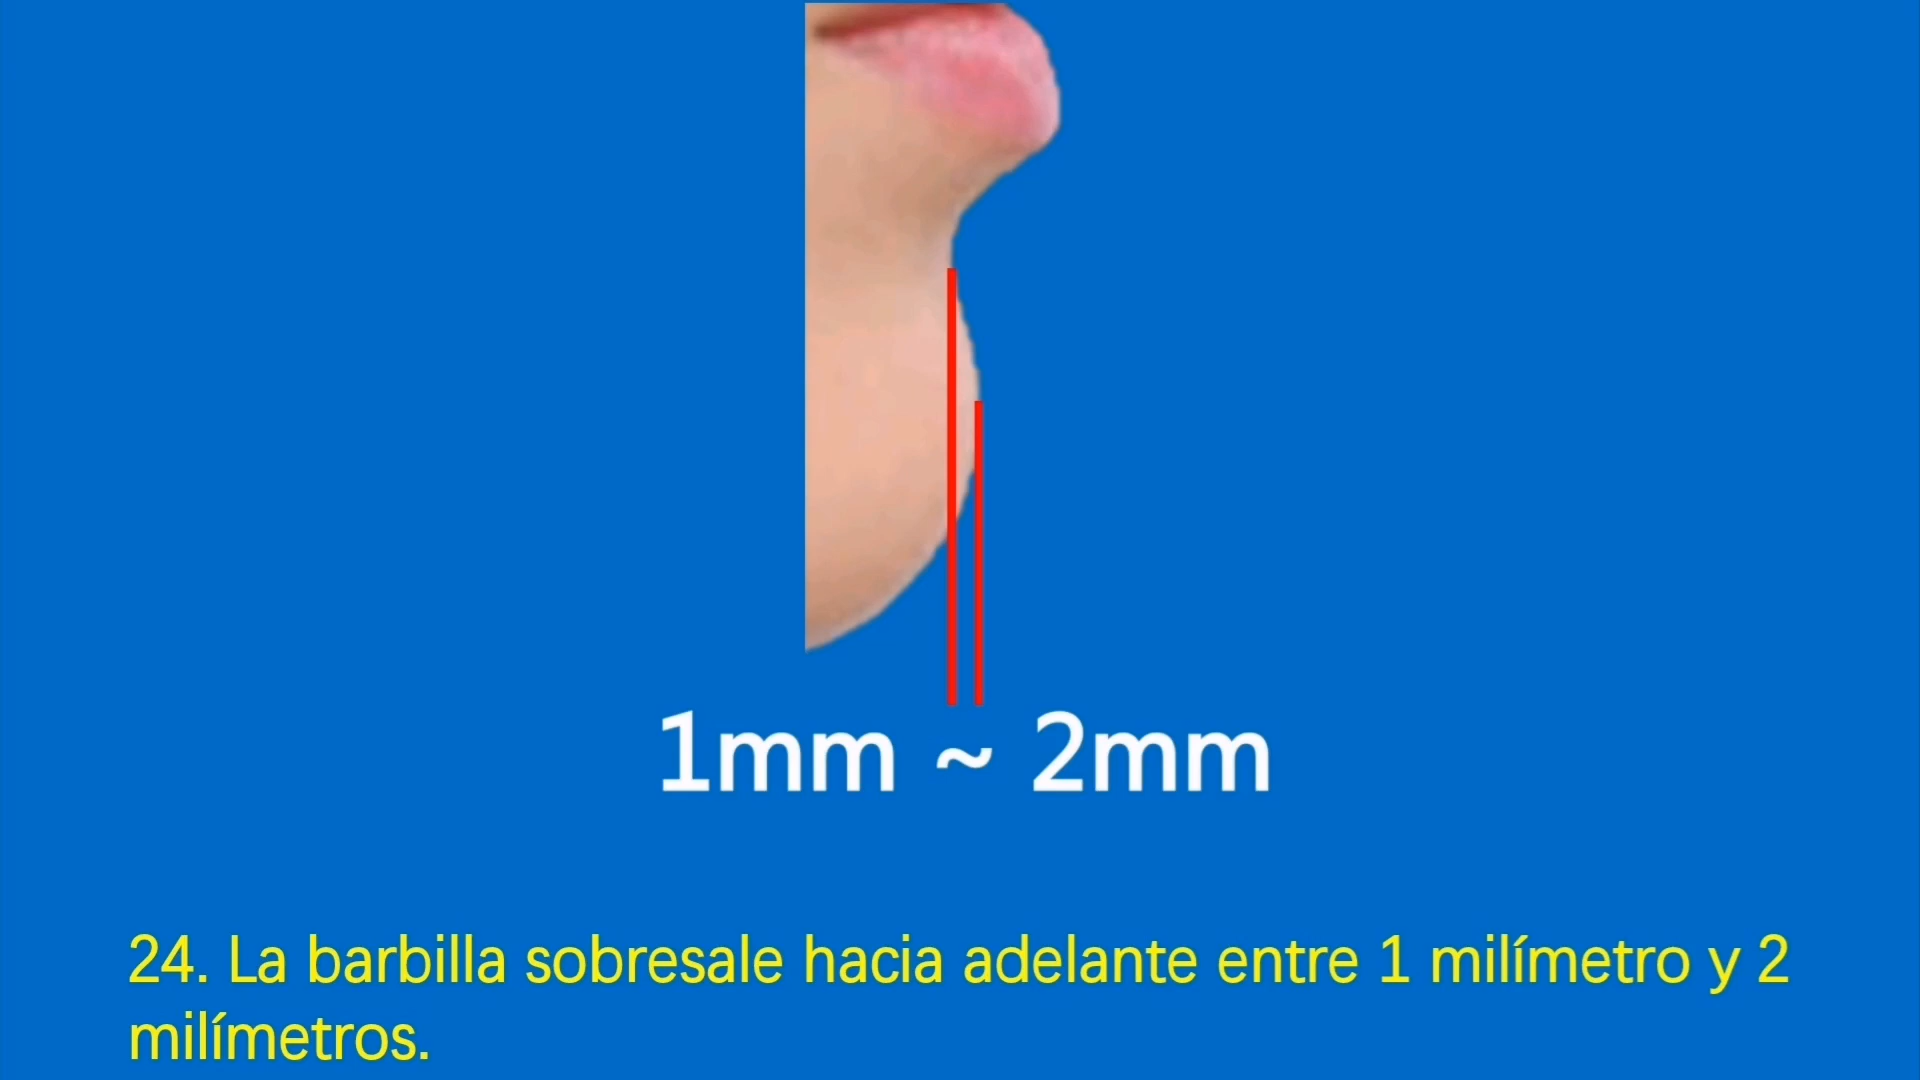 1mm ~ 2mm
24. La barbilla sobresale hacia adelante entre 1 milímetro y 2
milímetros.